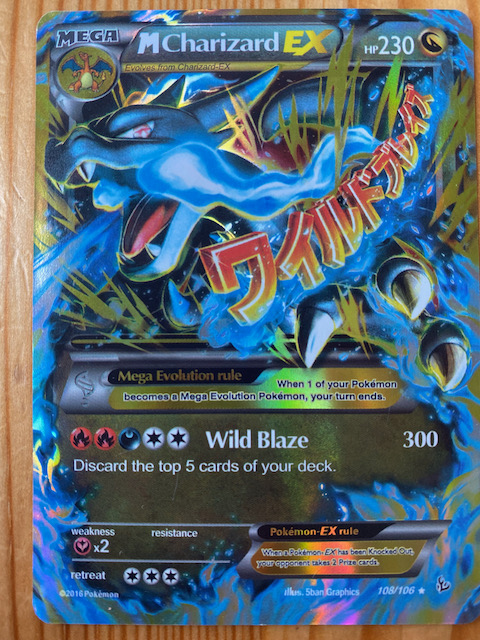 MEGA
M Charizard EX
HP230
Evolves from Charizard-EX
ワイルドブレイズ
Mega Evolution rule
When 1 of your Pokémon
becomes a Mega Evolution Pokémon, your turn ends.
Wild Blaze 300
Discard the top 5 cards of your deck.
weakness resistance
x2
retreat
Pokémon-EX rule
When a Pokémon-EX has been Knocked Out,
your opponent takes 2 Prize cards.
©2016 Pokémon
illus. 5ban Graphics
108/106 ★